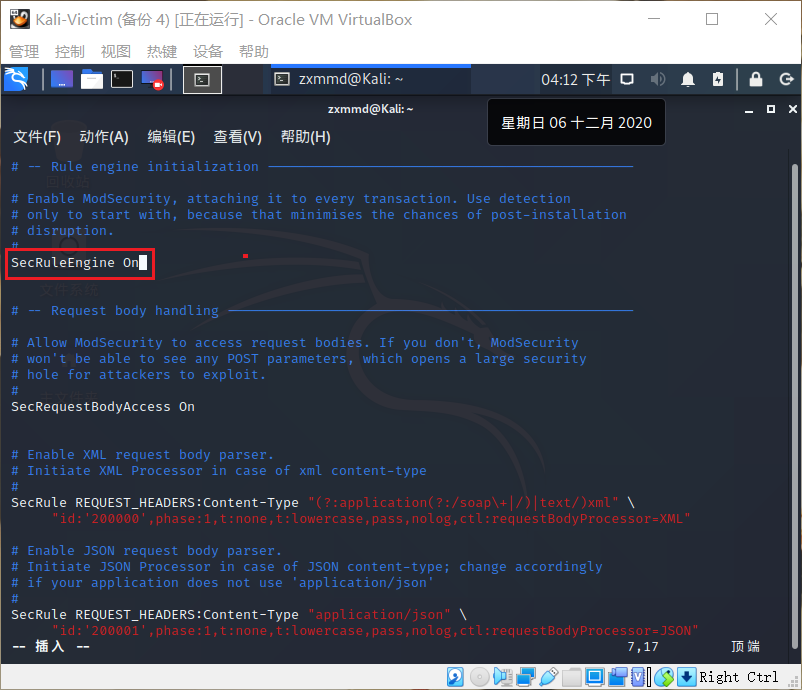 Kali-Victim (备份 4) [正在运行] - Oracle VM VirtualBox
管理 控制 视图 热键 设备 帮助
zxmmd@Kali: ~ 04:12 下午
zxmmd@Kali: ~
星期日 06 十二月 2020
文件(F) 动作(A) 编辑(E) 查看(V) 帮助(H)
# -- Rule engine initialization ----------------------------------------------
# Enable ModSecurity, attaching it to every transaction. Use detection
# only to start with, because that minimises the chances of post-installation
# disruption.
#
SecRuleEngine On
# -- Request body handling ---------------------------------------------------
# Allow ModSecurity to access request bodies. If you don't, ModSecurity
# won't be able to see any POST parameters, which opens a large security
# hole for attackers to exploit.
#
SecRequestBodyAccess On
# Enable XML request body parser.
# Initiate XML Processor in case of xml content-type
#
SecRule REQUEST_HEADERS:Content-Type "(?:application(?:/soap\+|/)|text/)xml" \
"id:'200000',phase:1,t:none,t:lowercase,pass,nolog,ctl:requestBodyProcessor=XML"
# Enable JSON request body parser.
# Initiate JSON Processor in case of JSON content-type; change accordingly
# if your application does not use 'application/json'
#
SecRule REQUEST_HEADERS:Content-Type "application/json" \
"id:'200001',phase:1,t:none,t:lowercase,pass,nolog,ctl:requestBodyProcessor=JSON"
-- 插入 -- 7,17 顶端
Right Ctrl